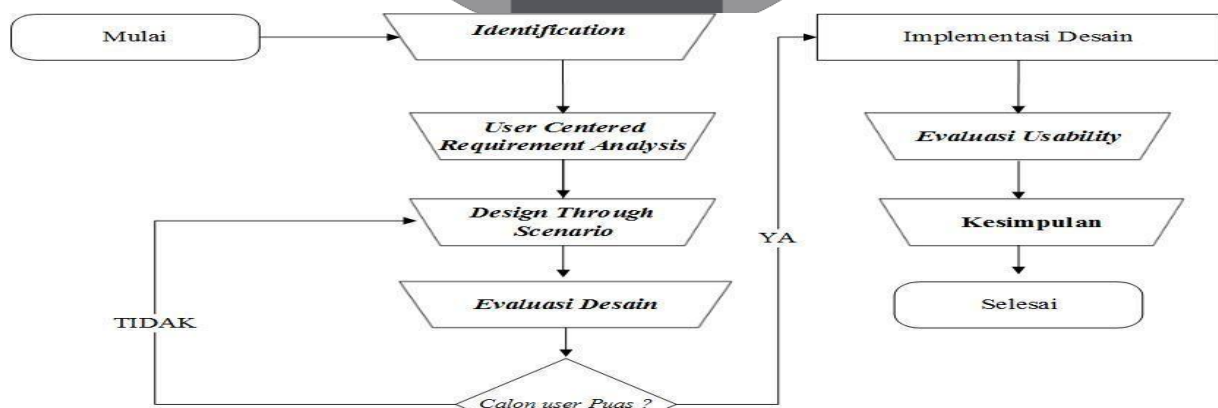 Mulai
Identification
User Centered
Requirement Analysis
Design Through
Scenario
Evaluasi Desain
Calon user Puas ?
TIDAK
YA
Implementasi Desain
Evaluasi Usability
Kesimpulan
Selesai